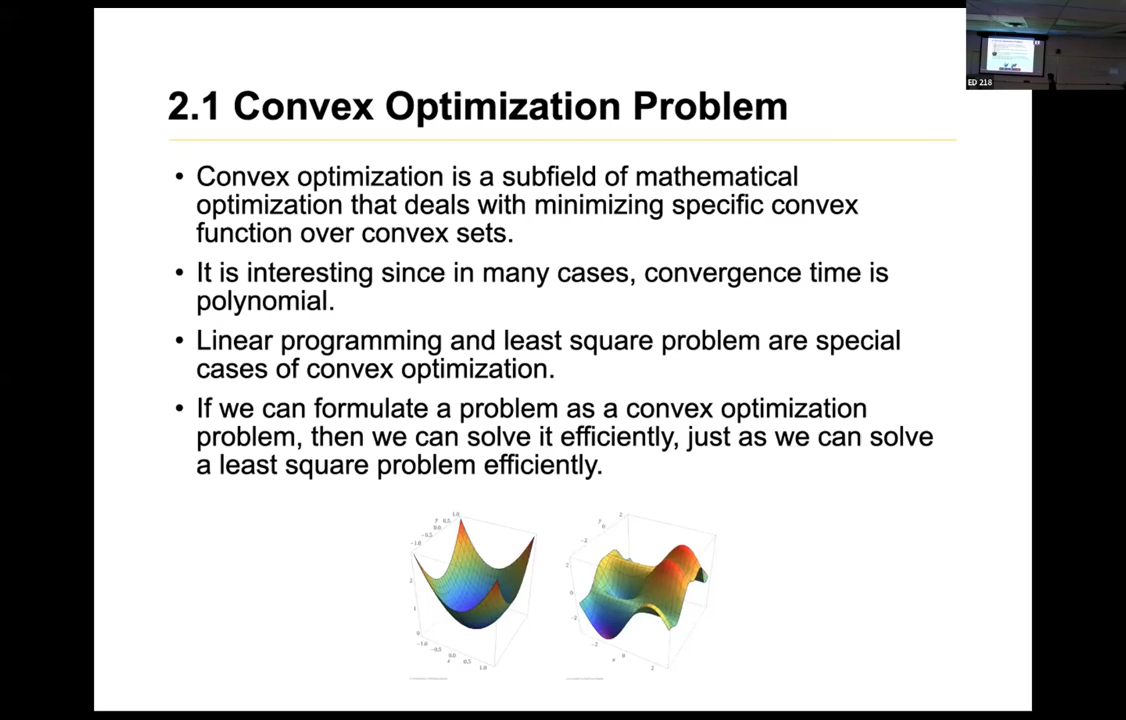 ED 218
2.1 Convex Optimization Problem
• Convex optimization is a subfield of mathematical
optimization that deals with minimizing specific convex
function over convex sets.
• It is interesting since in many cases, convergence time is
polynomial.
• Linear programming and least square problem are special
cases of convex optimization.
• If we can formulate a problem as a convex optimization
problem, then we can solve it efficiently, just as we can solve
a least square problem efficiently.